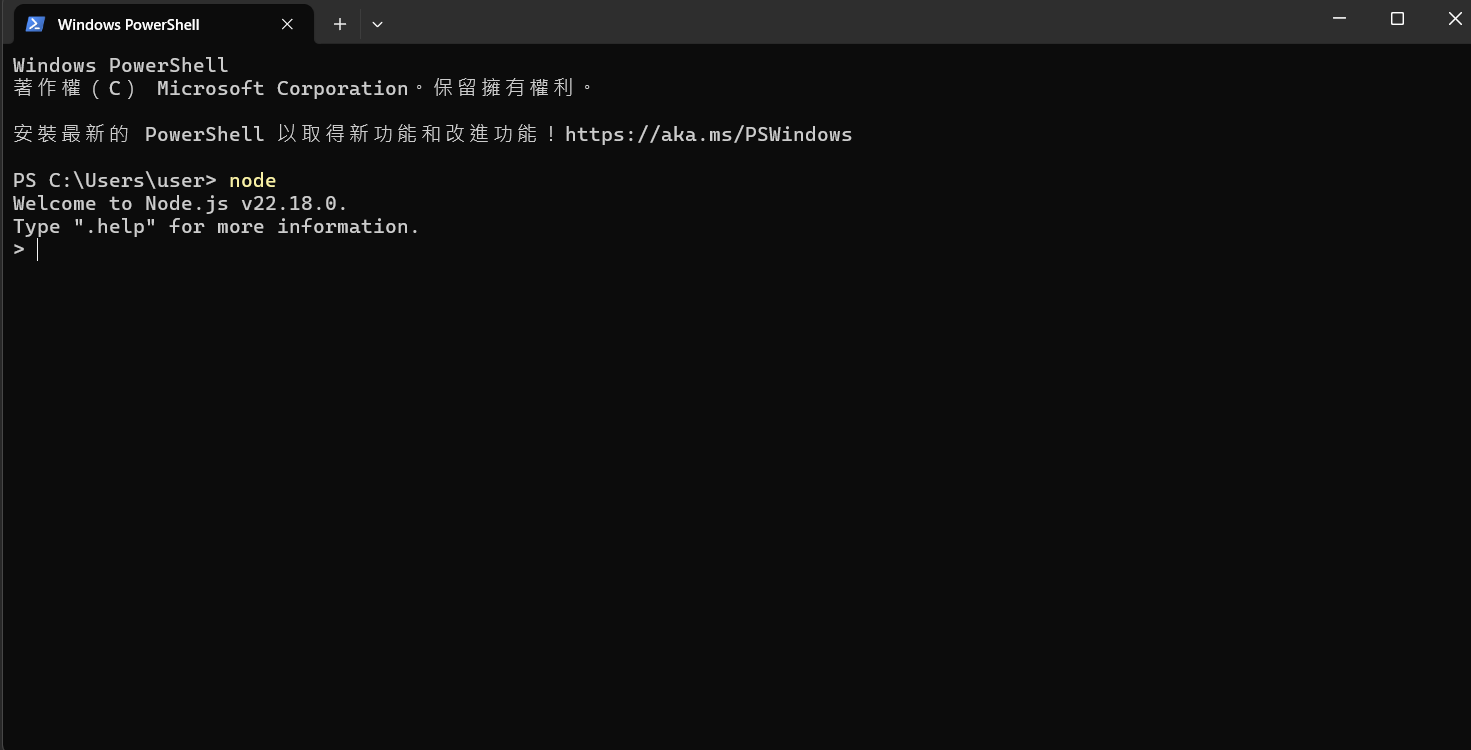 Windows PowerShell
Windows PowerShell
著作權（C） Microsoft Corporation。保留擁有權利。
安裝最新的 PowerShell 以取得新功能和改進功能！https://aka.ms/PSWindows
PS C:\Users\user> node
Welcome to Node.js v22.18.0.
Type ".help" for more information.
>